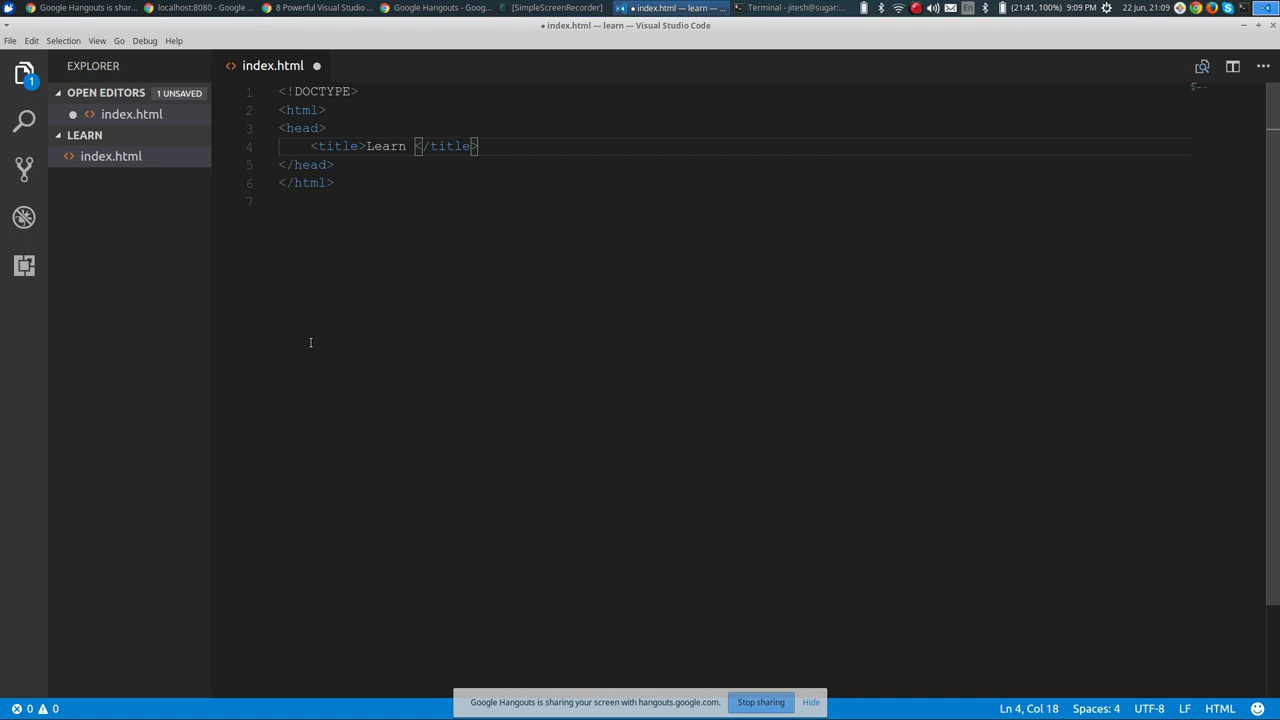 Google Hangouts is shar... localhost:8080 - Google ... 8 Powerful Visual Studio ... Google Hangouts - Goog... [SimpleScreenRecorder] ● index.html — learn — ... Terminal - jitesh@sugar:... En (21:41, 100%) 9:09 PM 22 Jun, 21:09
● index.html — learn — Visual Studio Code
File Edit Selection View Go Debug Help
EXPLORER
OPEN EDITORS 1 UNSAVED
index.html
LEARN
index.html
1
index.html
1 <!DOCTYPE>
2 <html>
3 <head>
4 <title>Learn </title>
5 </head>
6 </html>
7
Google Hangouts is sharing your screen with hangouts.google.com. Stop sharing Hide
0 0 Ln 4, Col 18 Spaces: 4 UTF-8 LF HTML